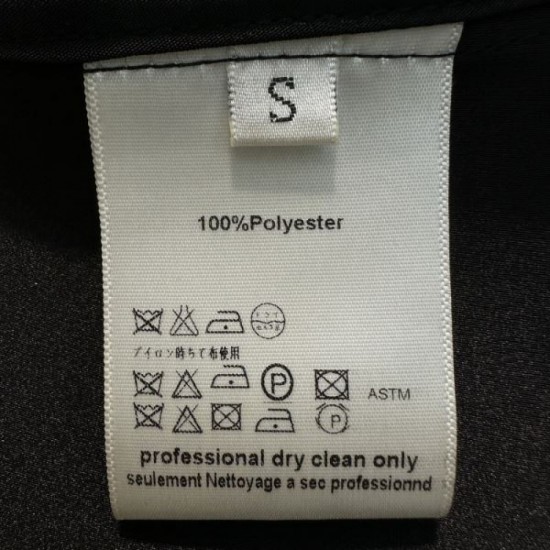 S
100%Polyester
アイロン時ちて布使用
P
ASTM
P
professional dry clean only
seulement Nettoyage a sec professionnd